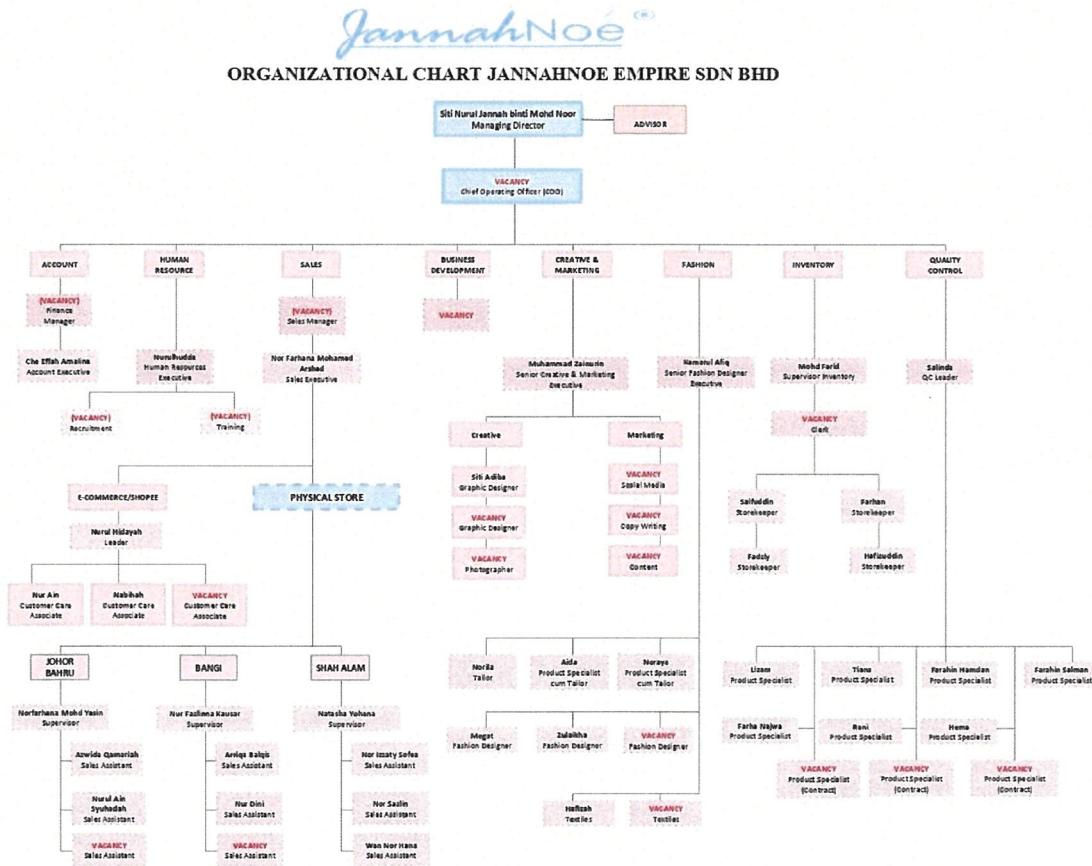 JannahNoé ®
ORGANIZATIONAL CHART JANNAHNOE EMPIRE SDN BHD
Siti Nurul Jannah binti Mohd Noor
Managing Director
ADVISOR
VACANCY
Chief Operating Officer (COO)
ACCOUNT
HUMAN
RESOURCE
SALES
BUSINESS
DEVELOPMENT
CREATIVE &
MARKETING
FASHION
INVENTORY
QUALITY
CONTROL
(VACANCY)
Finance
Manager
(VACANCY)
Sales Manager
VACANCY
Che Effah Amalina
Account Executive
Nurulhudda
Human Resources
Executive
Nor Farhana Mohamed
Arshad
Sales Executive
Muhammad Zainurin
Senior Creative & Marketing
Executive
Kamarul Afiq
Senior Fashion Designer
Executive
Mohd Farid
Supervisor Inventory
Salinda
QC Leader
(VACANCY)
Recruitment
(VACANCY)
Training
VACANCY
Clerk
Creative
Marketing
E-COMMERCE/SHOPEE
PHYSICAL STORE
Siti Adiba
Graphic Designer
VACANCY
Social Media
Saifuddin
Storekeeper
Farhan
Storekeeper
Nurul Hidayah
Leader
VACANCY
Graphic Designer
VACANCY
Copy Writing
VACANCY
Photographer
VACANCY
Content
Fadzly
Storekeeper
Hafizuddin
Storekeeper
Nur Ain
Customer Care
Associate
Nabihah
Customer Care
Associate
VACANCY
Customer Care
Associate
JOHOR
BAHRU
BANGI
SHAH ALAM
Norila
Tailor
Aida
Product Specialist
cum Tailor
Noraya
Product Specialist
cum Tailor
Lizam
Product Specialist
Product Specialist
Farahin Hamdan
Product Specialist
Farahin Salman
Product Specialist
Norfarhana Mohd Yasin
Supervisor
Nur Fazlinna Kausar
Supervisor
Natasha Yohana
Supervisor
Megat
Fashion Designer
Zulaikha
Fashion Designer
VACANCY
Fashion Designer
Farha Najwa
Product Specialist
Rani
Product Specialist
Hema
Product Specialist
Azwida Qamariah
Sales Assistant
Arriqa Balqis
Sales Assistant
Nor Izzaty Sofea
Sales Assistant
VACANCY
Product Specialist
(Contract)
VACANCY
Product Specialist
(Contract)
VACANCY
Product Specialist
(Contract)
Nurul Ain
Syuhadah
Sales Assistant
Nur Dini
Sales Assistant
Nor Saslin
Sales Assistant
Hafizah
Textiles
VACANCY
Textiles
VACANCY
Sales Assistant
VACANCY
Sales Assistant
Wan Nor Hana
Sales Assistant